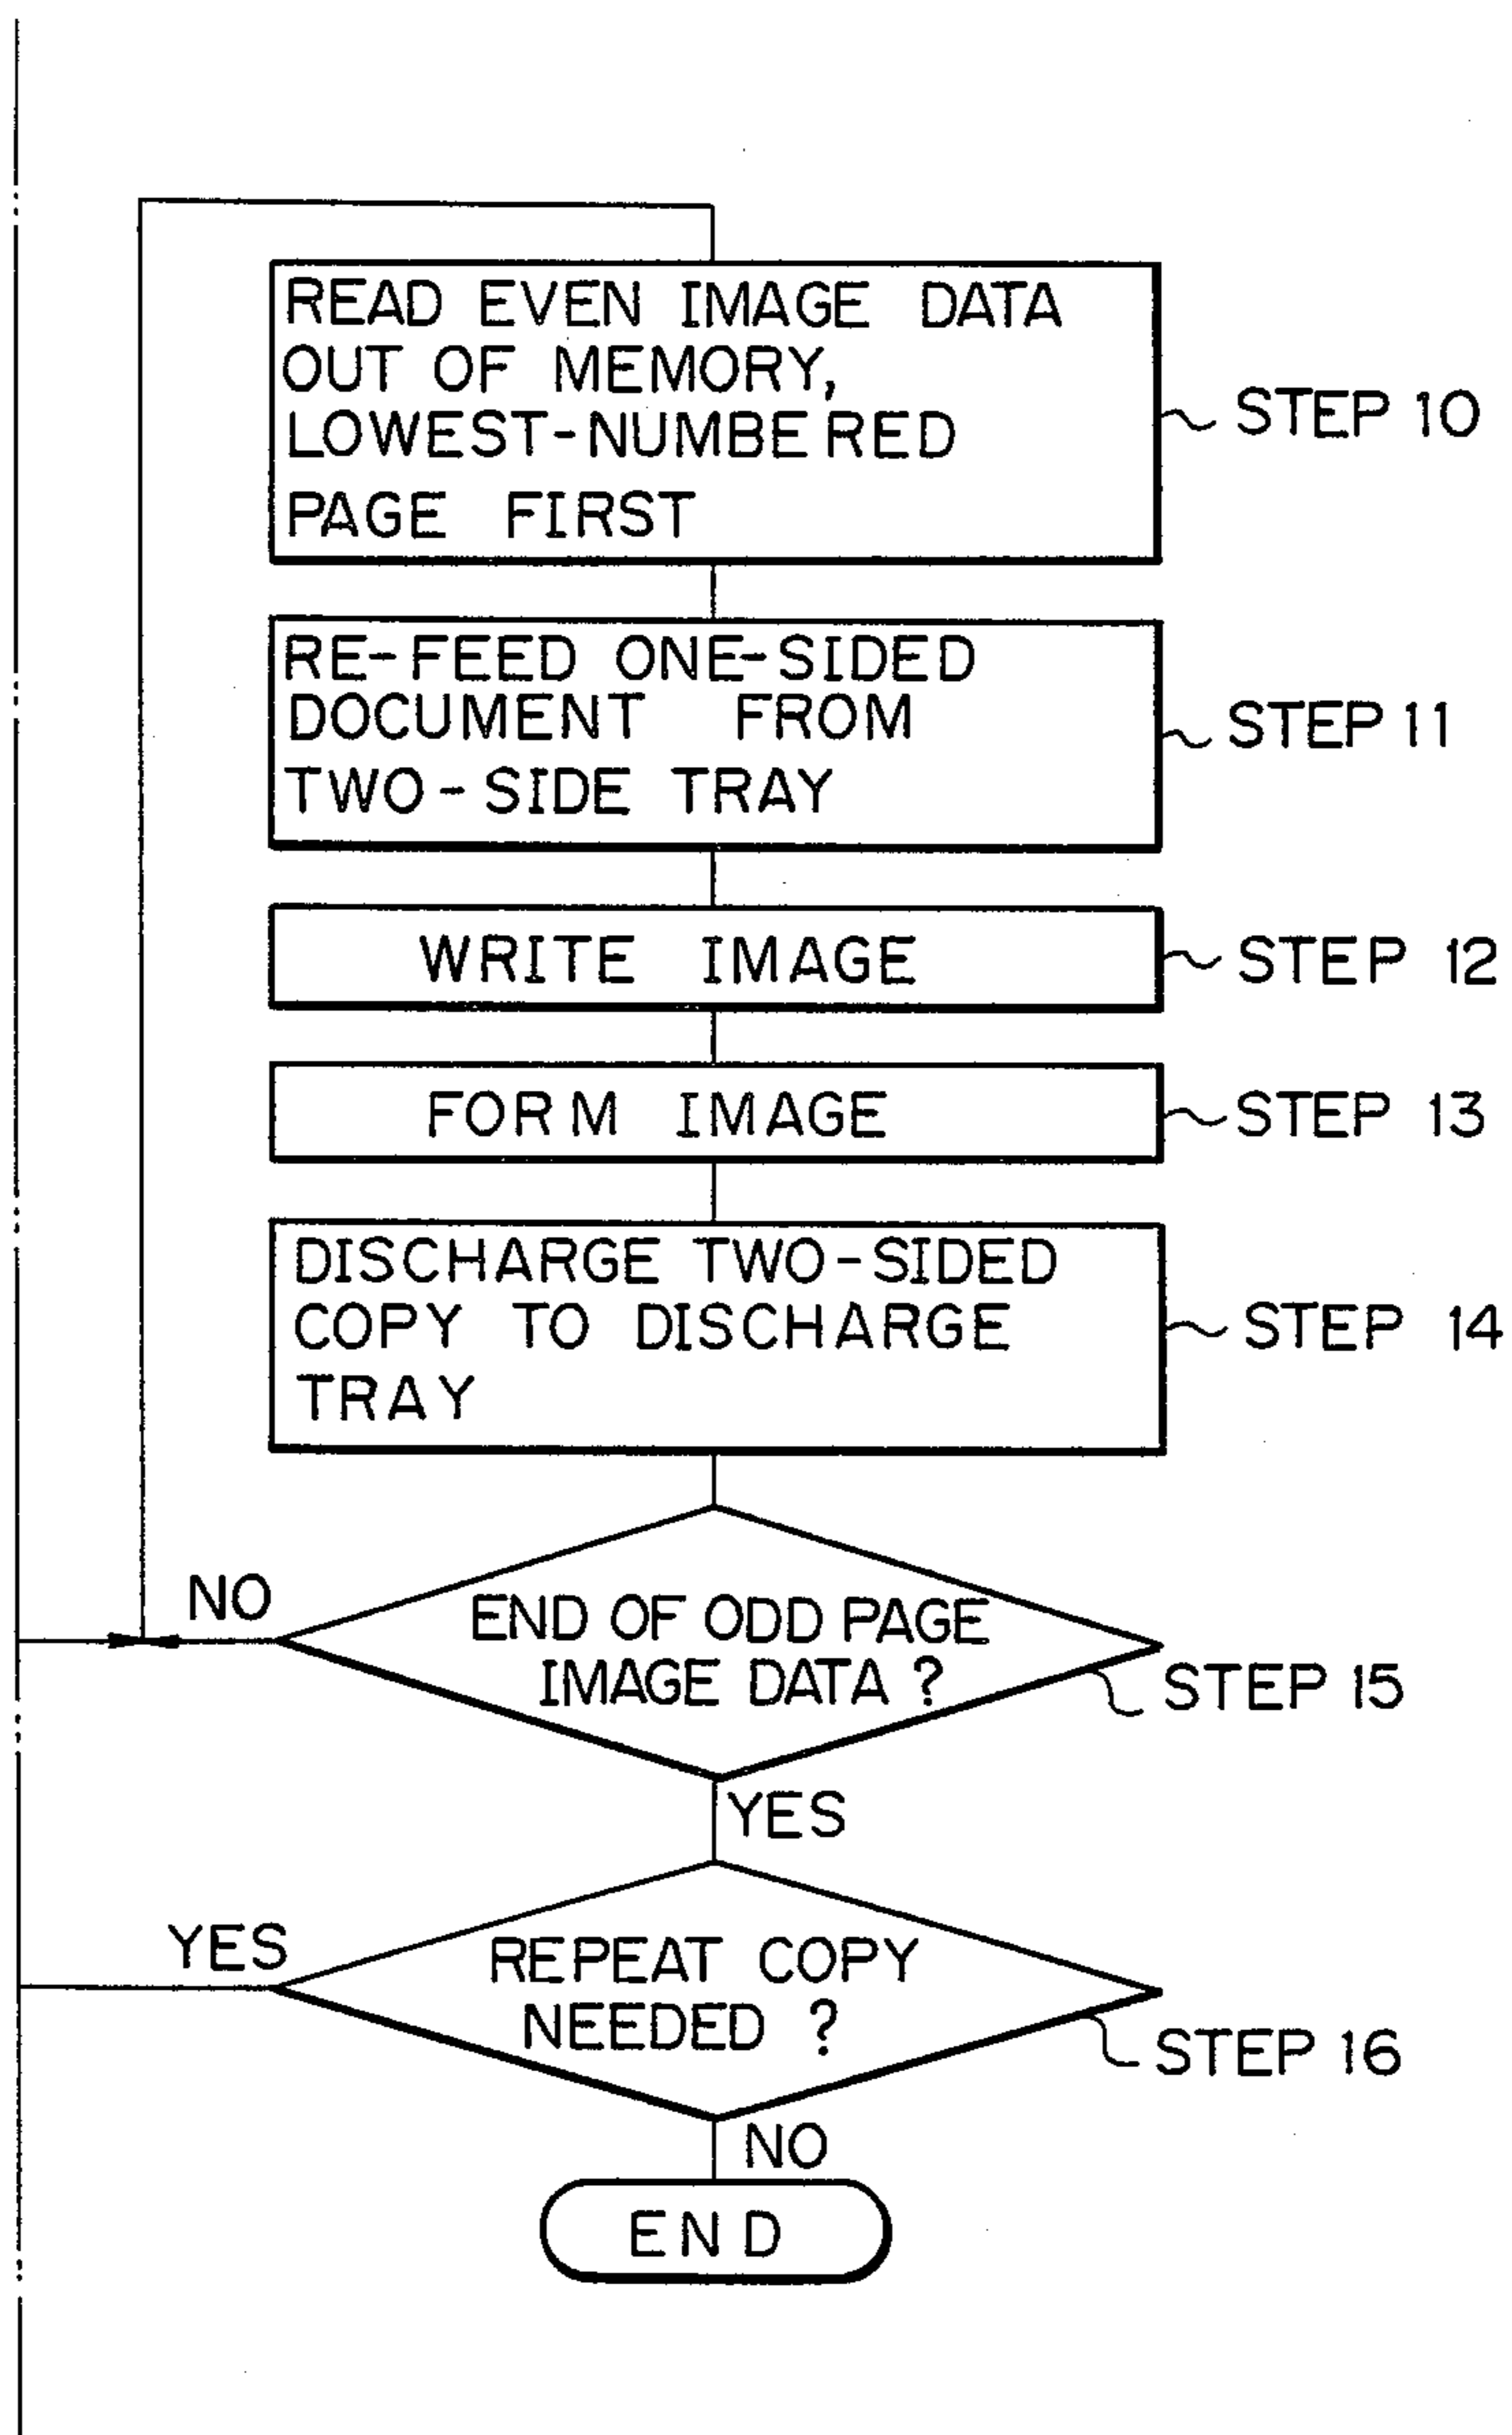 READ EVEN IMAGE DATA
OUT OF MEMORY,
LOWEST-NUMBERED
PAGE FIRST
STEP 10
RE-FEED ONE-SIDED
DOCUMENT FROM
TWO-SIDE TRAY
STEP 11
WRITE IMAGE
STEP 12
FORM IMAGE
STEP 13
DISCHARGE TWO-SIDED
COPY TO DISCHARGE
TRAY
STEP 14
NO
END OF ODD PAGE
IMAGE DATA ?
STEP 15
YES
YES
REPEAT COPY
NEEDED ?
STEP 16
NO
END